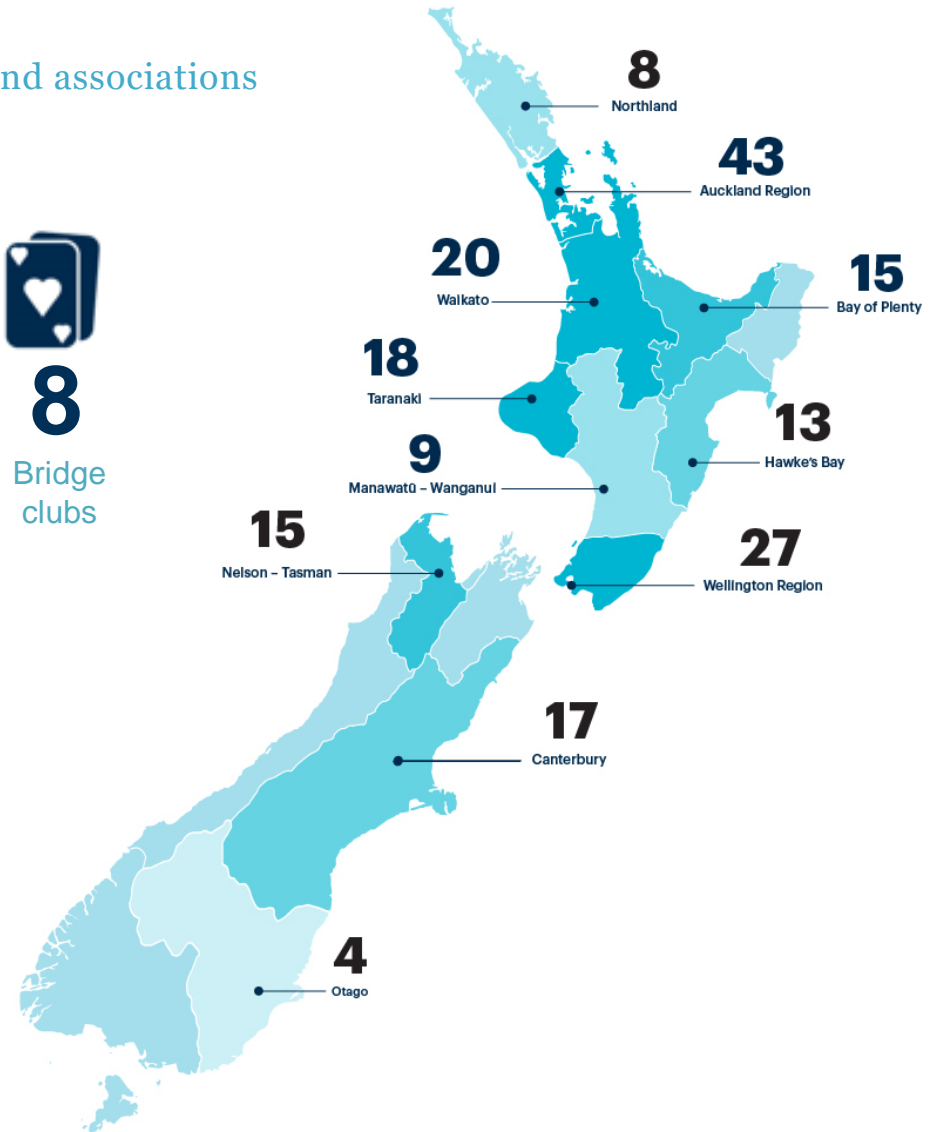 nd associations
8
Northland
43
Auckland Region
20
Waikato
15
Bay of Plenty
18
Taranaki
8
Bridge
clubs
13
Hawke's Bay
9
Manawatū – Wanganui
15
Nelson – Tasman
27
Wellington Region
17
Canterbury
4
Otago